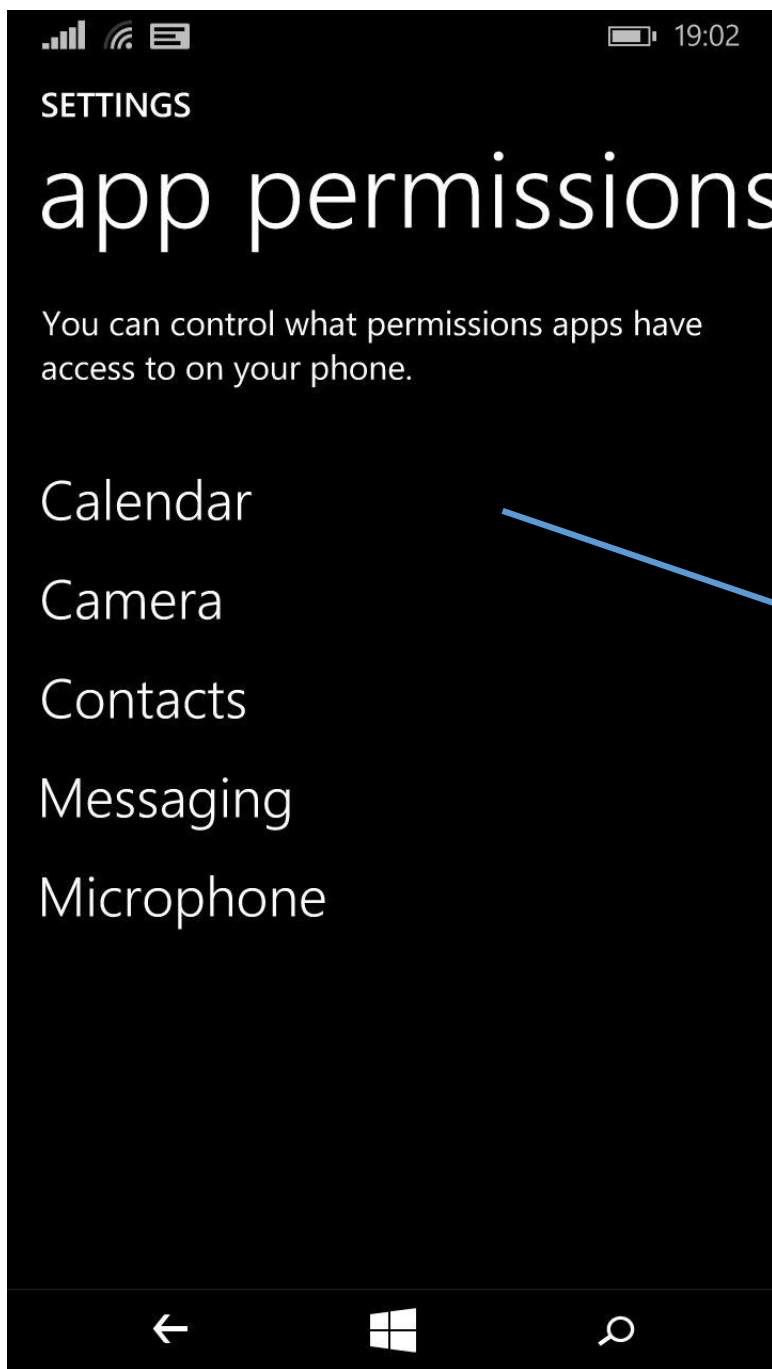 19:02
SETTINGS
app permissions
You can control what permissions apps have
access to on your phone.
Calendar
Camera
Contacts
Messaging
Microphone